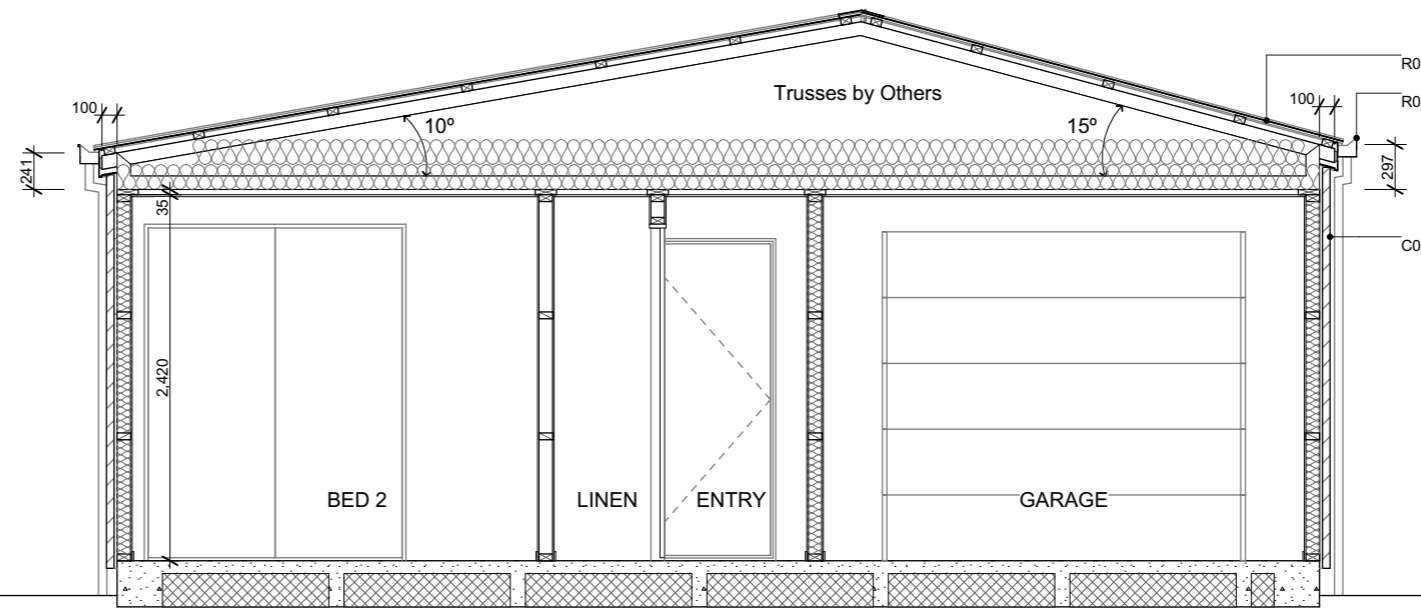 R0
Trusses by Others
R0
100
100
10º
15º
241
297
35
C0
2,420
BED 2
LINEN
ENTRY
GARAGE